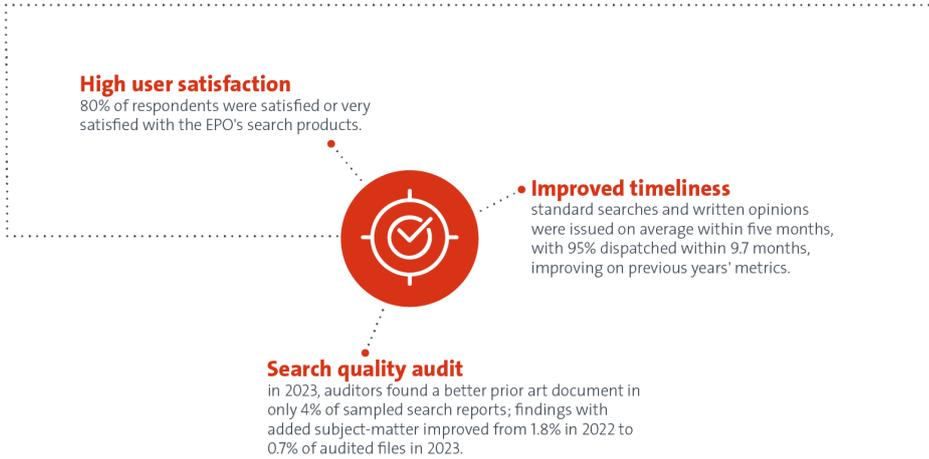 High user satisfaction
80% of respondents were satisfied or very
satisfied with the EPO's search products.
Improved timeliness
standard searches and written opinions
were issued on average within five months,
with 95% dispatched within 9.7 months,
improving on previous years' metrics.
Search quality audit
in 2023, auditors found a better prior art document in
only 4% of sampled search reports; findings with
added subject-matter improved from 1.8% in 2022 to
0.7% of audited files in 2023.